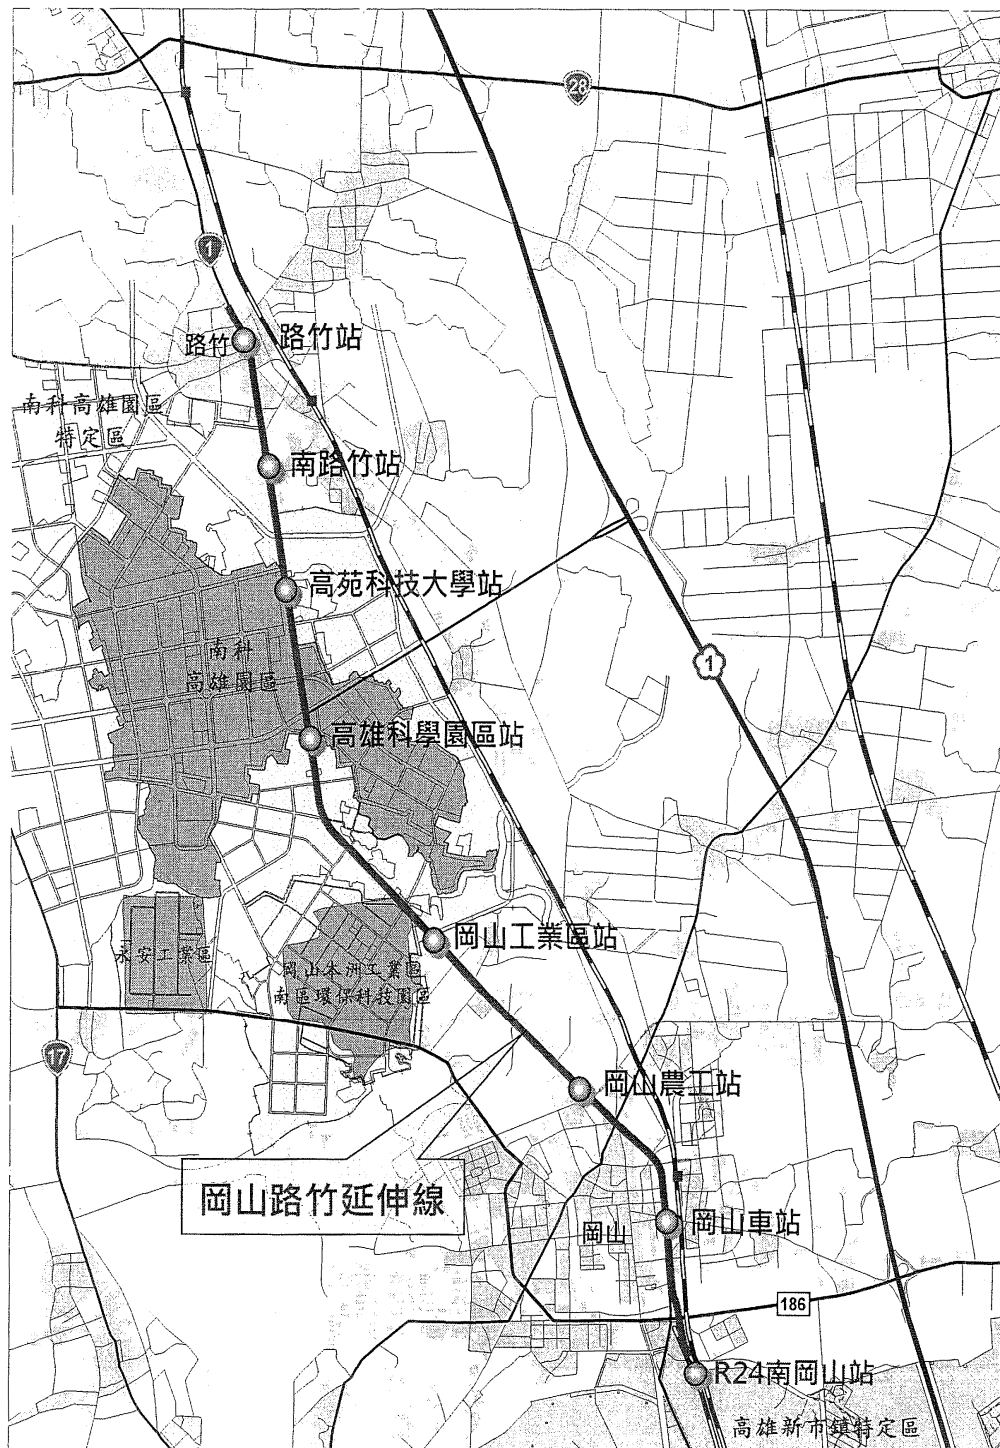 28
1
路竹
路竹站
南科高雄園區
特定區
南路竹站
高苑科技大學站
南科
高雄園區
1
高雄科學園區站
岡山工業區站
永安工業區
岡山本洲工業區
南區環保科技園區
17
岡山農工站
岡山路竹延伸線
岡山
岡山車站
186
R24南岡山站
高雄新市鎮特定區